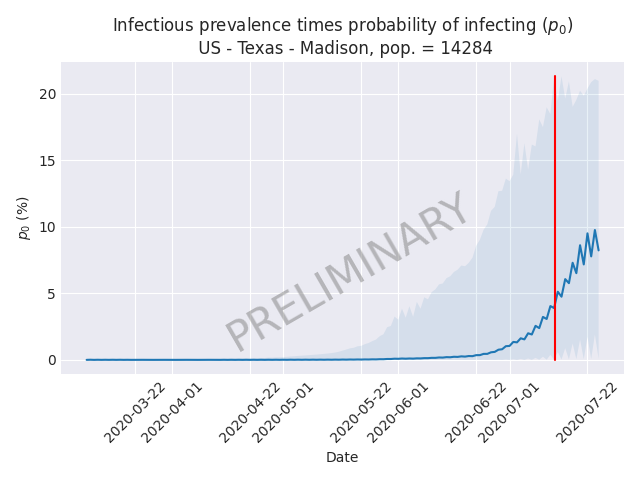 Infectious prevalence times probability of infecting (p₀)
US - Texas - Madison, pop. = 14284
20
15
10
5
0
p₀ (%)
PRELIMINARY
2020-03-22
2020-04-01
2020-04-22
2020-05-01
2020-05-22
2020-06-01
2020-06-22
2020-07-01
2020-07-22
Date